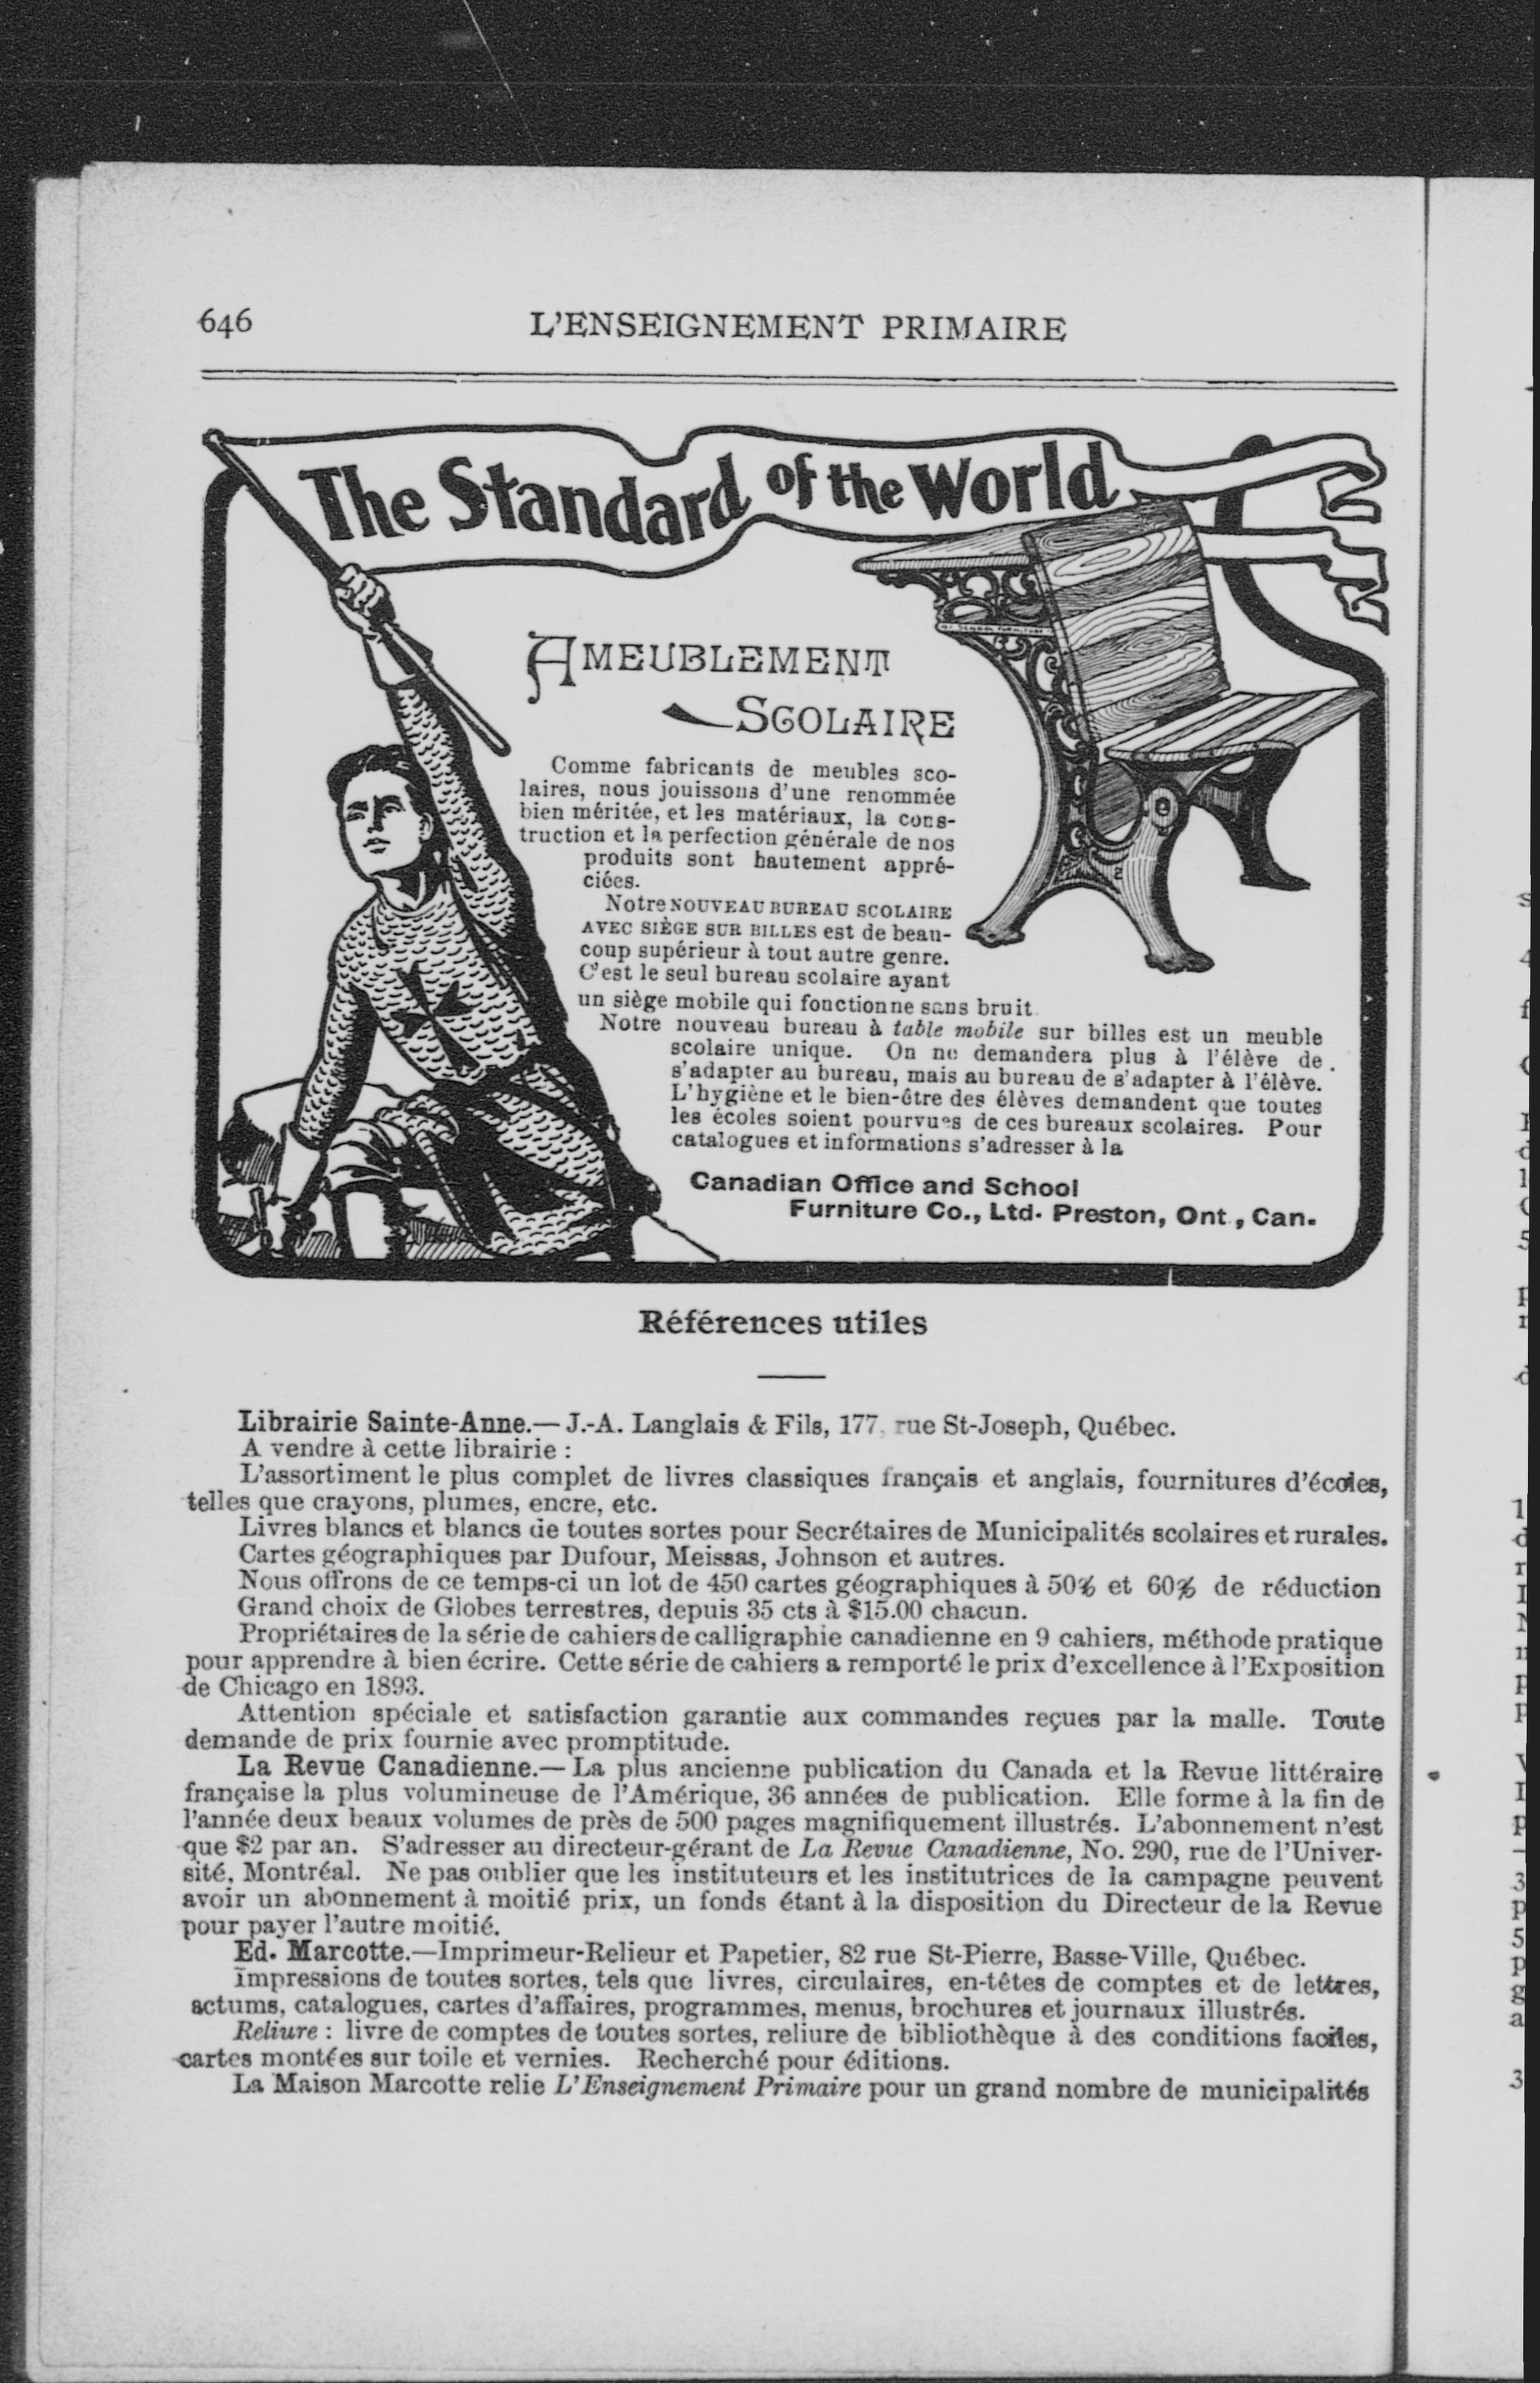 646
L'ENSEIGNEMENT PRIMAIRE
The Standard of the World
AMEUBLEMENT
SCOLAIRE
Comme fabricants de meubles sco-
laires, nous jouissons d'une renommée
bien méritée, et les matériaux, la cons-
truction et la perfection générale de nos
produits sont hautement appré-
ciées.
Notre NOUVEAU BUREAU SCOLAIRE
AVEC SIÈGE SUR BILLES est de beau-
coup supérieur à tout autre genre.
C'est le seul bureau scolaire ayant
un siège mobile qui fonctionne sans bruit.
Notre nouveau bureau à table mobile sur billes est un meuble
scolaire unique. On ne demandera plus à l'élève de
s'adapter au bureau, mais au bureau de s'adapter à l'élève.
L'hygiène et le bien-être des élèves demandent que toutes
les écoles soient pourvues de ces bureaux scolaires. Pour
catalogues et informations s'adresser à la
Canadian Office and School
Furniture Co., Ltd. Preston, Ont., Can.
Références utiles
Librairie Sainte-Anne.—J.-A. Langlais & Fils, 177, rue St-Joseph, Québec.
A vendre à cette librairie :
L'assortiment le plus complet de livres classiques français et anglais, fournitures d'écoles,
telles que crayons, plumes, encre, etc.
Livres blancs et blancs de toutes sortes pour Secrétaires de Municipalités scolaires et rurales.
Cartes géographiques par Dufour, Meissas, Johnson et autres.
Nous offrons de ce temps-ci un lot de 450 cartes géographiques à 50% et 60% de réduction
Grand choix de Globes terrestres, depuis 35 cts à $15.00 chacun.
Propriétaires de la série de cahiers de calligraphie canadienne en 9 cahiers, méthode pratique
pour apprendre à bien écrire. Cette série de cahiers a remporté le prix d'excellence à l'Exposition
de Chicago en 1893.
Attention spéciale et satisfaction garantie aux commandes reçues par la malle. Toute
demande de prix fournie avec promptitude.
La Revue Canadienne.—La plus ancienne publication du Canada et la Revue littéraire
française la plus volumineuse de l'Amérique, 36 années de publication. Elle forme à la fin de
l'année deux beaux volumes de près de 500 pages magnifiquement illustrés. L'abonnement n'est
que $2 par an. S'adresser au directeur-gérant de La Revue Canadienne, No. 290, rue de l'Univer-
sité, Montréal. Ne pas oublier que les instituteurs et les institutrices de la campagne peuvent
avoir un abonnement à moitié prix, un fonds étant à la disposition du Directeur de la Revue
pour payer l'autre moitié.
Ed. Marcotte.—Imprimeur-Relieur et Papetier, 82 rue St-Pierre, Basse-Ville, Québec.
Impressions de toutes sortes, tels que livres, circulaires, en-têtes de comptes et de lettres,
actums, catalogues, cartes d'affaires, programmes, menus, brochures et journaux illustrés.
Reliure : livre de comptes de toutes sortes, reliure de bibliothèque à des conditions faciles,
cartes montées sur toile et vernies. Recherché pour éditions.
La Maison Marcotte relie L'Enseignement Primaire pour un grand nombre de municipalités